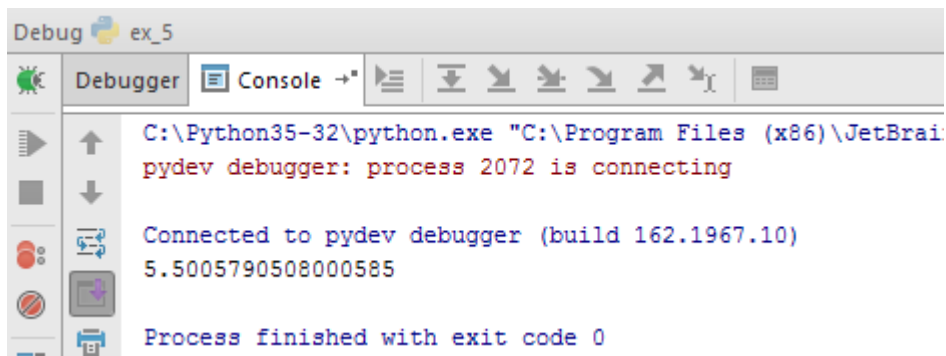 Debug ex_5
Debugger Console
C:\Python35-32\python.exe "C:\Program Files (x86)\JetBrai
pydev debugger: process 2072 is connecting
Connected to pydev debugger (build 162.1967.10)
5.5005790508000585
Process finished with exit code 0